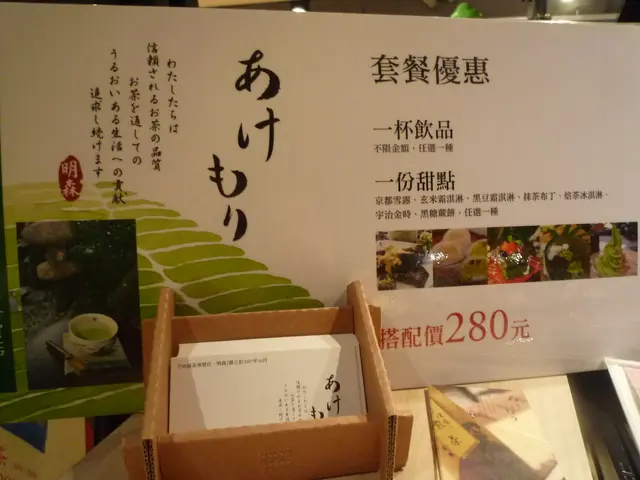 あけもり
わたしたちは
信頼されるお茶の品質
お茶を通しての
うるおいある生活への貢献
追求し続けます
明森
套餐優惠
一杯飲品
不限金額，任選一種
一份甜點
京都雪露、玄米霜淇淋、黑豆霜淇淋、抹茶布丁、焙茶冰淇淋、
宇治金時、黑糖蕨餅，任選一種
搭配價280元
あけも